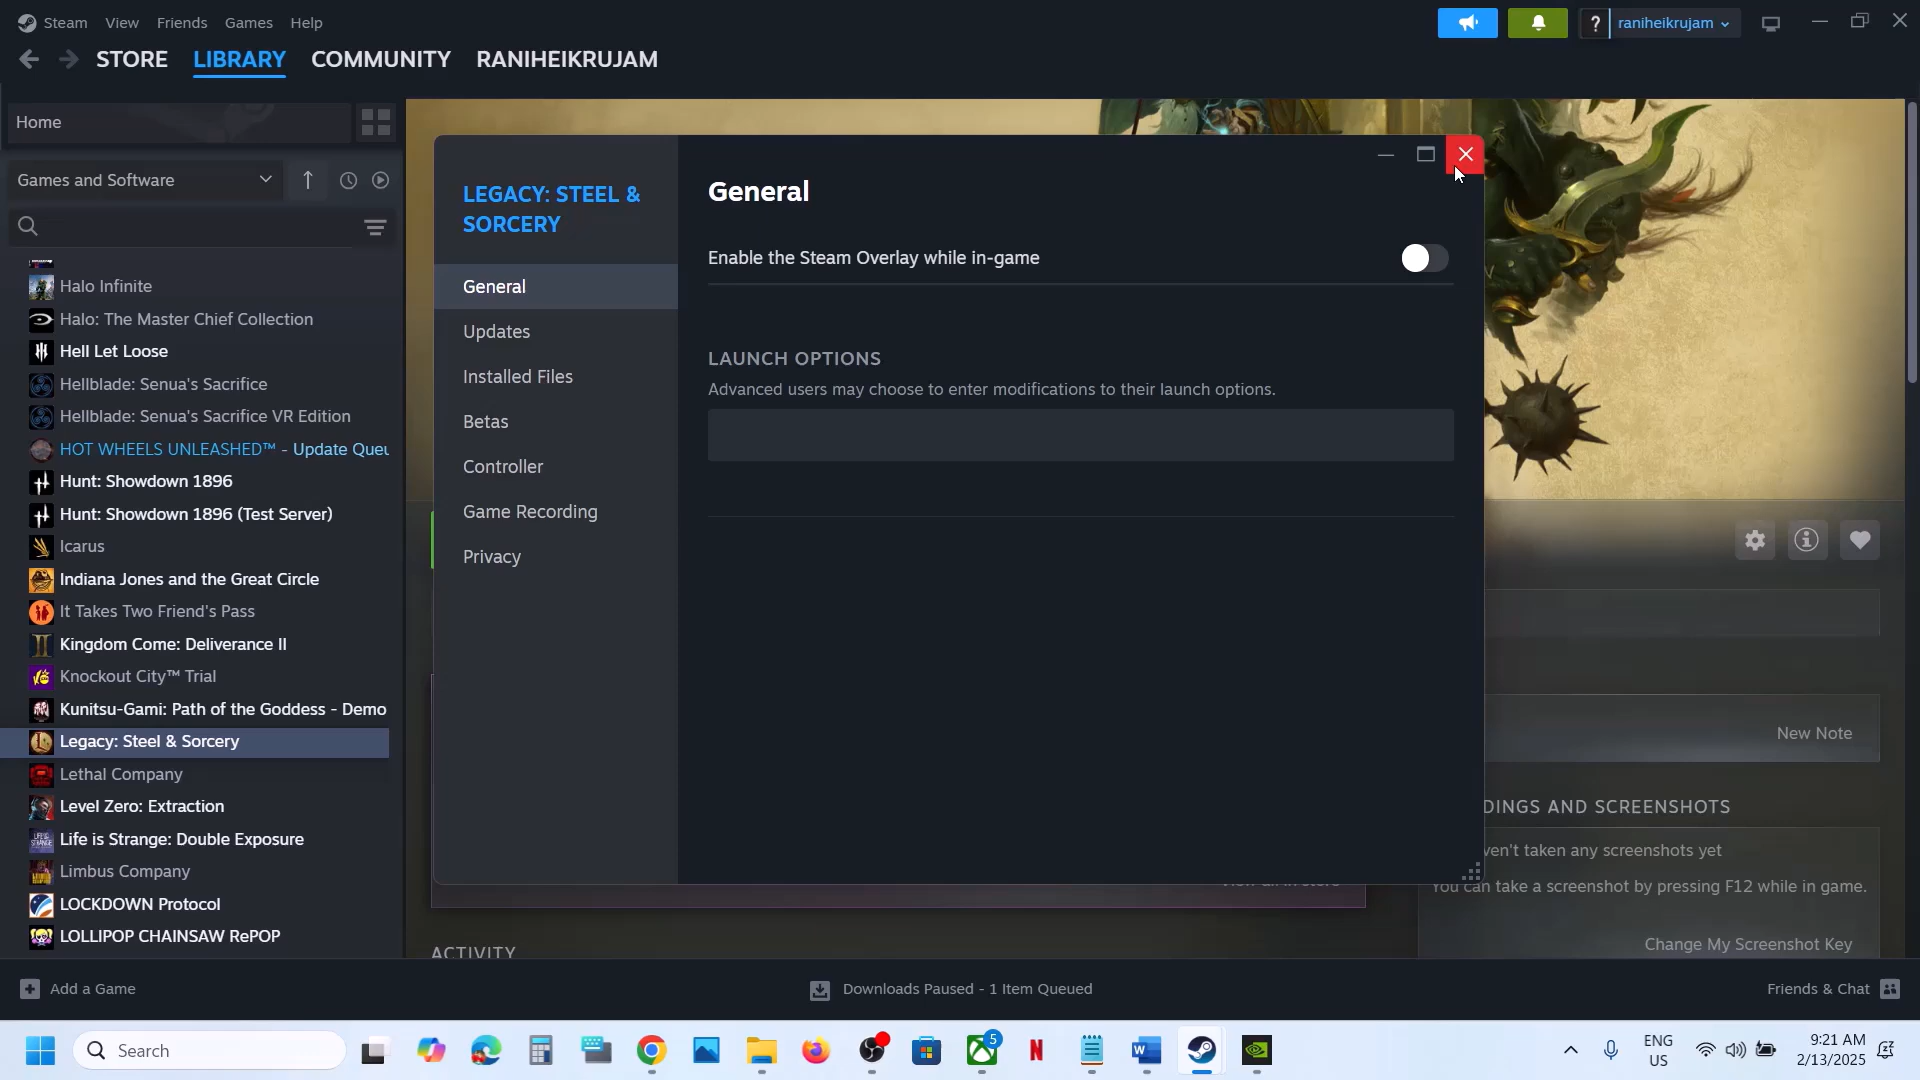 Steam View Friends Games Help
? raniheikrujam
STORE LIBRARY COMMUNITY RANIHEIKRUJAM
Home
Games and Software
Halo Infinite
Halo: The Master Chief Collection
Hell Let Loose
Hellblade: Senua's Sacrifice
Hellblade: Senua's Sacrifice VR Edition
HOT WHEELS UNLEASHED™ - Update Queu
Hunt: Showdown 1896
Hunt: Showdown 1896 (Test Server)
Icarus
Indiana Jones and the Great Circle
It Takes Two Friend's Pass
Kingdom Come: Deliverance II
Knockout City™ Trial
Kunitsu-Gami: Path of the Goddess - Demo
Legacy: Steel & Sorcery
Lethal Company
Level Zero: Extraction
Life is Strange: Double Exposure
Limbus Company
LOCKDOWN Protocol
LOLLIPOP CHAINSAW RePOP
LEGACY: STEEL &
SORCERY
General
Updates
Installed Files
Betas
Controller
Game Recording
Privacy
General
Enable the Steam Overlay while in-game
LAUNCH OPTIONS
Advanced users may choose to enter modifications to their launch options.
New Note
DINGS AND SCREENSHOTS
ven't taken any screenshots yet
You can take a screenshot by pressing F12 while in game.
Change My Screenshot Key
ACTIVITY
Add a Game
Downloads Paused - 1 Item Queued
Friends & Chat
Search
5
ENG
US
9:21 AM
2/13/2025